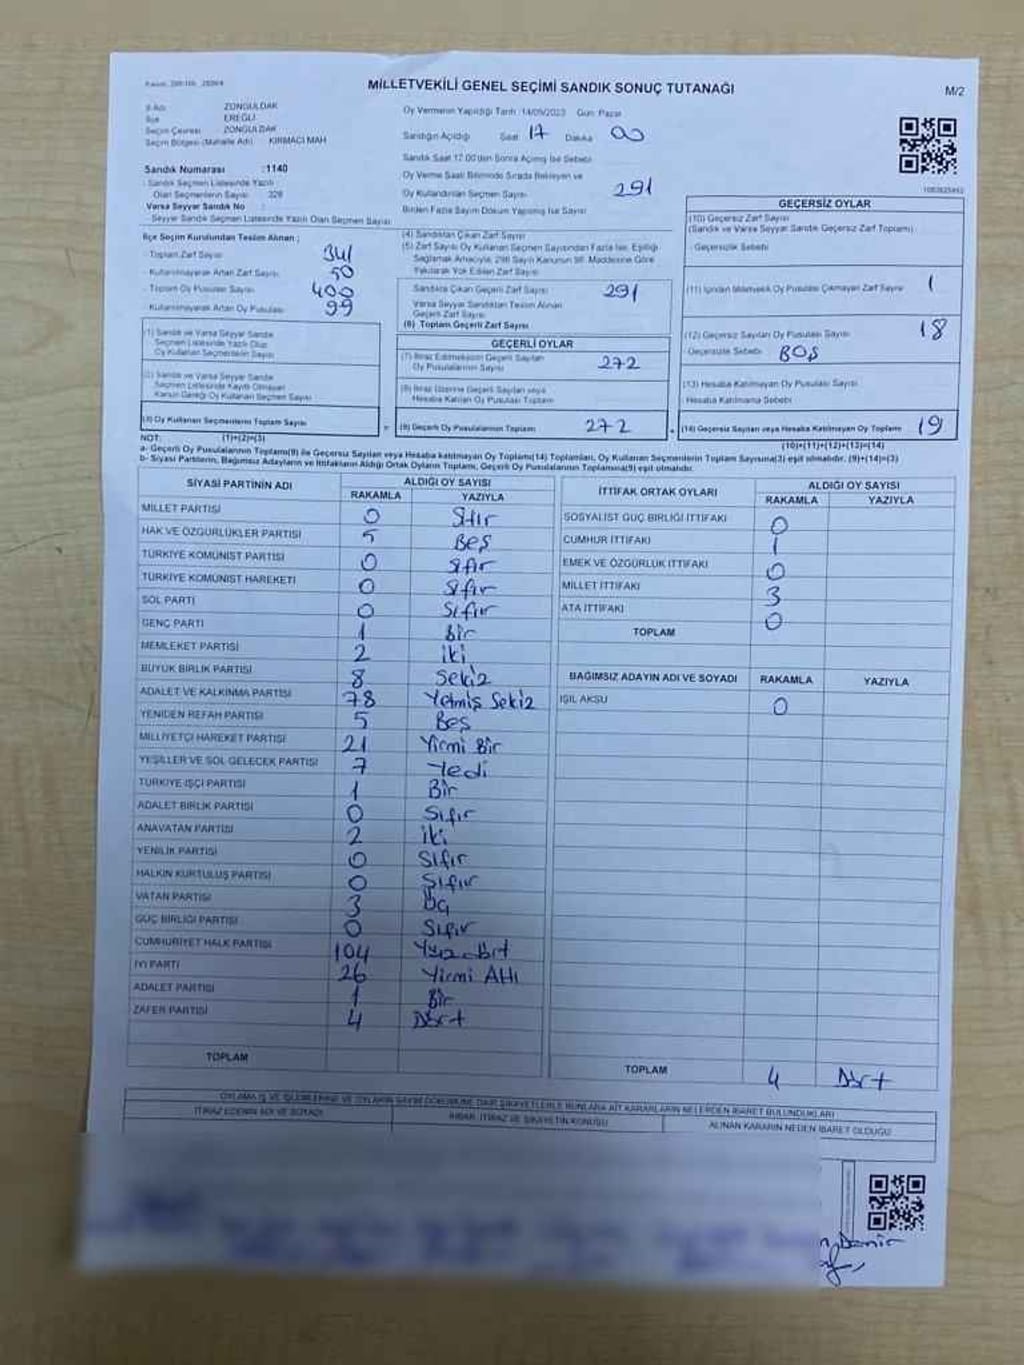 MİLLETVEKİLİ GENEL SEÇİMİ SANDIK SONUÇ TUTANAĞI
M/2
İl Adı ZONGULDAK
İlçe EREĞLİ
Seçim Çevresi ZONGULDAK
Seçim Bölgesi (Mahalle Adı) KIRMACI MAH
Oy Vermenin Yapıldığı Tarih :14/05/2023 Gün: Pazar
Sandığın Açıldığı Saat 17 Dakika 00
Sandık Numarası :1140
Sandık Seçmen Listesinde Yazılı
Olan Seçmenlerin Sayısı 328
Varsa Seyyar Sandık No
Seyyar Sandık Seçmen Listesinde Yazılı Olan Seçmen Sayısı
Sandık Saat 17.00'den Sonra Açılmış İse Sebebi
Oy Verme Saati Bitiminde Sırada Bekleyen ve
Oy Kullandırılan Seçmen Sayısı 291
Birden Fazla Sayım Döküm Yapılmış İse Sayısı
İlçe Seçim Kurulundan Teslim Alınan ;
Toplam Zarf Sayısı 341
Kullanılmayarak Artan Zarf Sayısı 50
Toplam Oy Pusulası Sayısı 400
Kullanılmayarak Artan Oy Pusulası 99
(1) Sandık ve Varsa Seyyar Sandık
Seçmen Listesinde Yazılı Olup
Oy Kullanan Seçmenlerin Sayısı
(2) Sandık ve Varsa Seyyar Sandık
Seçmen Listesinde Kayıtlı Olmayan
Kanun Gereği Oy Kullanan Seçmen Sayısı
(3) Oy Kullanan Seçmenlerin Toplam Sayısı
(1)+(2)=(3)
(4) Sandıktan Çıkan Zarf Sayısı
(5) Zarf Sayısı Oy Kullanan Seçmen Sayısından Fazla İse, Eşitliği
Sağlamak Amacıyla, 298 Sayılı Kanunun 98. Maddesine Göre
Yakılarak Yok Edilen Zarf Sayısı
Sandıkta Çıkan Geçerli Zarf Sayısı 291
Varsa Seyyar Sandıktan Teslim Alınan
Geçerli Zarf Sayısı
(6) Toplam Geçerli Zarf Sayısı
GEÇERLİ OYLAR
(7) İtiraz Edilmeksizin Geçerli Sayılan
Oy Pusulalarının Sayısı 272
(8) İtiraz Üzerine Geçerli Sayılan veya
Hesaba Katılan Oy Pusulası Toplam
(9) Geçerli Oy Pusulalarının Toplamı 272
GEÇERSİZ OYLAR
(10) Geçersiz Zarf Sayısı
(Sandık ve Varsa Seyyar Sandık Geçersiz Zarf Toplamı)
Geçersizlik Sebebi
(11) İçinden Milletvekili Oy Pusulası Çıkmayan Zarf Sayısı 1
(12) Geçersiz Sayılan Oy Pusulası Sayısı 18
Geçersizlik Sebebi BOŞ
(13) Hesaba Katılmayan Oy Pusulası Sayısı
Hesaba Katılmama Sebebi
(14) Geçersiz Sayılan veya Hesaba Katılmayan Oy Toplamı 19
(10)+(11)+(12)+(13)=(14)
NOT:
a- Geçerli Oy Pusulalarının Toplamı(9) ile Geçersiz Sayılan veya Hesaba katılmayan Oy Toplamı(14) Toplamları, Oy Kullanan Seçmenlerin Toplam Sayısına(3) eşit olmalıdır. (9)+(14)=(3)
b- Siyasi Partilerin, Bağımsız Adayların ve İttifakların Aldığı Ortak Oyların Toplamı, Geçerli Oy Pusulalarının Toplamına(9) eşit olmalıdır.
SİYASİ PARTİNİN ADI ALDIĞI OY SAYISI
RAKAMLA YAZIYLA
MİLLET PARTİSİ 0 Sıfır
HAK VE ÖZGÜRLÜKLER PARTİSİ 5 Beş
TÜRKİYE KOMÜNİST PARTİSİ 0 Sıfır
TÜRKİYE KOMÜNİST HAREKETİ 0 Sıfır
SOL PARTİ 0 Sıfır
GENÇ PARTİ 1 Bir
MEMLEKET PARTİSİ 2 İki
BÜYÜK BİRLİK PARTİSİ 8 Sekiz
ADALET VE KALKINMA PARTİSİ 78 Yetmiş Sekiz
YENİDEN REFAH PARTİSİ 5 Beş
MİLLİYETÇİ HAREKET PARTİSİ 21 Yirmi Bir
YEŞİLLER VE SOL GELECEK PARTİSİ 7 Yedi
TÜRKİYE İŞÇİ PARTİSİ 1 Bir
ADALET BİRLİK PARTİSİ 0 Sıfır
ANAVATAN PARTİSİ 2 İki
YENİLİK PARTİSİ 0 Sıfır
HALKIN KURTULUŞ PARTİSİ 0 Sıfır
VATAN PARTİSİ 3 Üç
GÜÇ BİRLİĞİ PARTİSİ 0 Sıfır
CUMHURİYET HALK PARTİSİ 104 Yüz Dört
İYİ PARTİ 26 Yirmi Altı
ADALET PARTİSİ 1 Bir
ZAFER PARTİSİ 4 Dört
TOPLAM
İTTİFAK ORTAK OYLARI ALDIĞI OY SAYISI
RAKAMLA YAZIYLA
SOSYALİST GÜÇ BİRLİĞİ İTTİFAKI 0
CUMHUR İTTİFAKI 1
EMEK VE ÖZGÜRLÜK İTTİFAKI 0
MİLLET İTTİFAKI 3
ATA İTTİFAKI 0
TOPLAM
BAĞIMSIZ ADAYIN ADI VE SOYADI RAKAMLA YAZIYLA
IŞIL AKSU 0
TOPLAM 4 Dört
OYLAMA İŞ VE İŞLEMLERİNE VE OYLARIN SAYIM DÖKÜMÜNE DAİR ŞİKAYETLERLE BUNLARA AİT KARARLARIN NELERDEN İBARET BULUNDUKLARI
İTİRAZ EDENİN ADI VE SOYADI İHBAR, İTİRAZ VE ŞİKAYETİN KONUSU ALINAN KARARIN NEDEN İBARET OLDUĞU